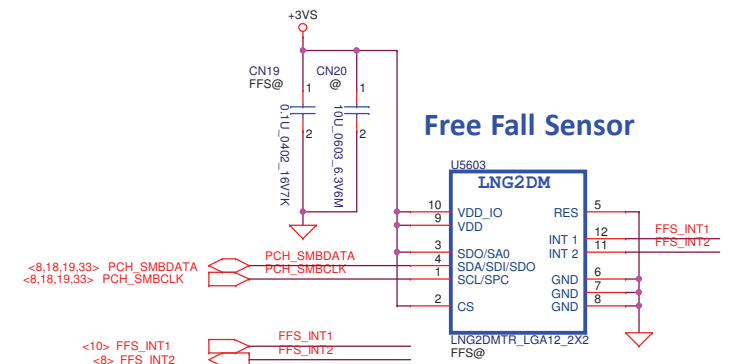 +3VS
CN19
FFS@
CN20
@
1
1
0.1U_0402_16V7K
10U_0603_6.3V6M
2
2
Free Fall Sensor
U5603
LNG2DM
10 VDD_IO RES 5
9 VDD
INT 1 12 FFS_INT1
3 SDO/SA0 INT 2 11 FFS_INT2
<8,18,19,33> PCH_SMBDATA PCH_SMBDATA 4 SDA/SDI/SDO
<8,18,19,33> PCH_SMBCLK PCH_SMBCLK 1 SCL/SPC GND 6
GND 7
2 CS GND 8
LNG2DMTR_LGA12_2X2
FFS@
<10> FFS_INT1 FFS_INT1
<8> FFS_INT2 FFS_INT2